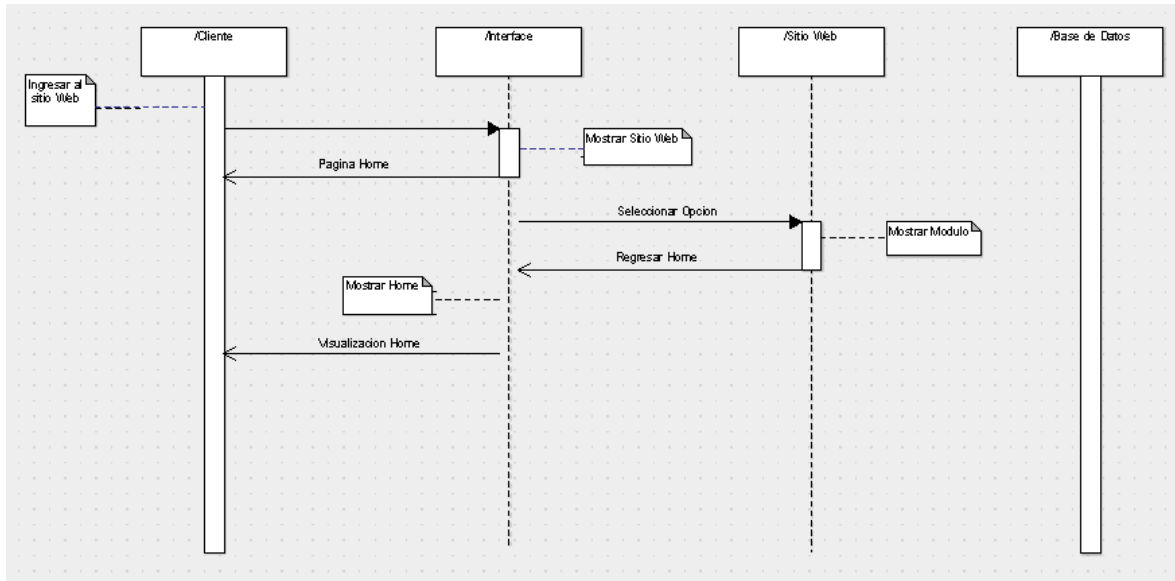 /Cliente
/Interface
/Sitio Web
/Base de Datos
Ingresar al
sitio Web
Mostrar Sitio Web
Pagina Home
Seleccionar Opcion
Mostrar Modulo
Regresar Home
Mostrar Home
Visualizacion Home